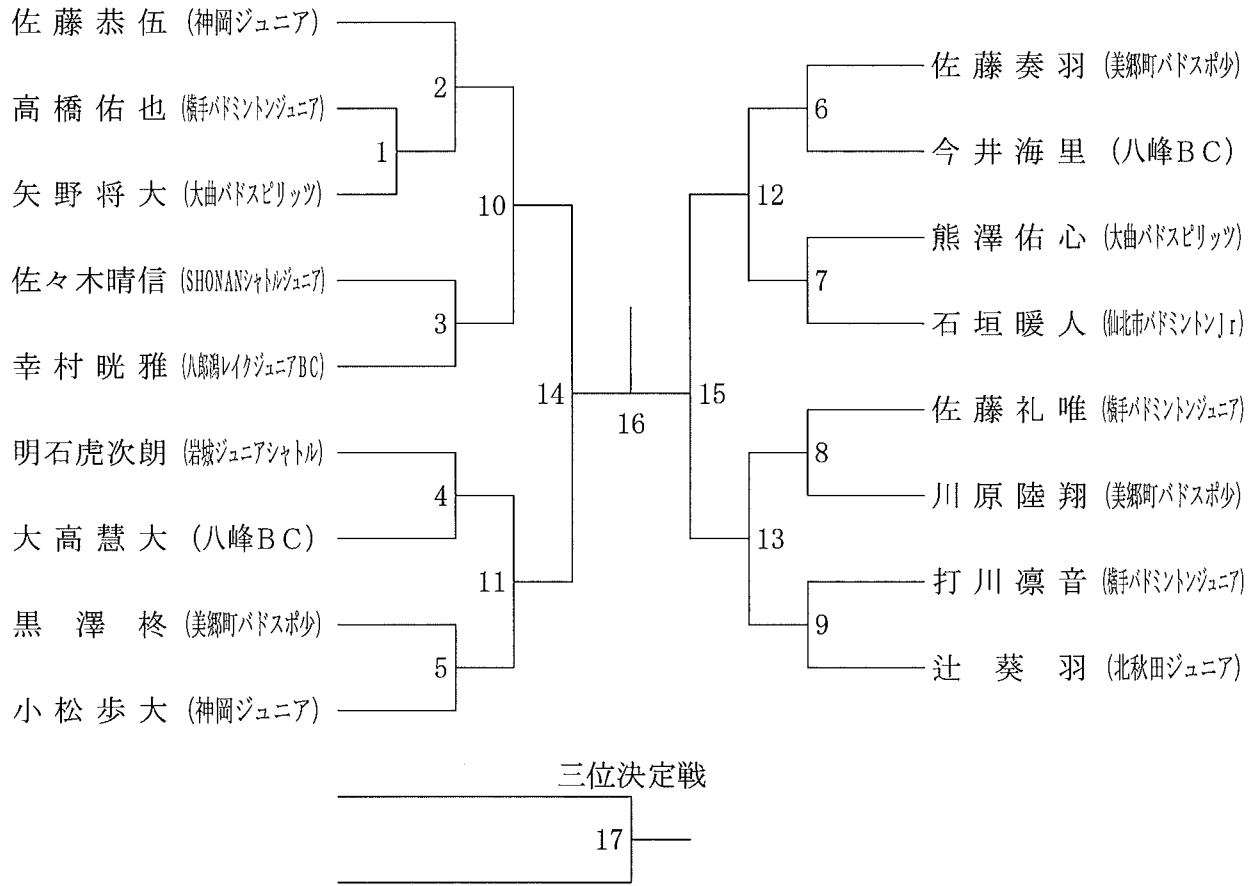 佐藤恭伍 (神岡ジュニア)
高橋佑也 (横手バドミントンジュニア)
矢野将大 (大曲バドスピリッツ)
佐々木晴信 (SHONANシャトルジュニア)
幸村晄雅 (八郎潟レイクジュニアBC)
明石虎次朗 (岩城ジュニアシャトル)
大高慧大 (八峰BC)
黒澤柊 (美郷町バドスポ少)
小松歩大 (神岡ジュニア)
2
1
10
3
14
4
11
5
16
佐藤奏羽 (美郷町バドスポ少)
今井海里 (八峰BC)
熊澤佑心 (大曲バドスピリッツ)
石垣暖人 (仙北市バドミントンJr)
佐藤礼唯 (横手バドミントンジュニア)
川原陸翔 (美郷町バドスポ少)
打川凛音 (横手バドミントンジュニア)
辻葵羽 (北秋田ジュニア)
6
12
7
15
8
13
9
三位決定戦
17